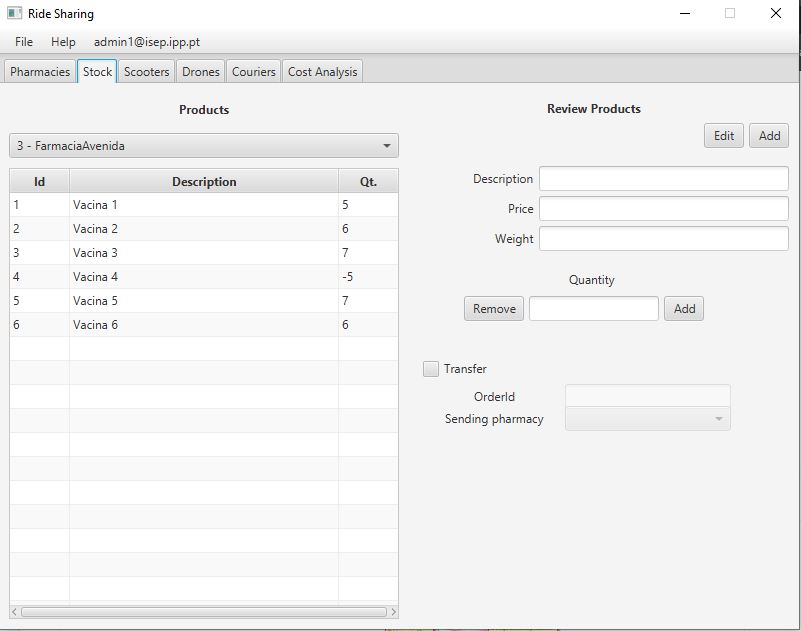 Ride Sharing
File Help admin1@isep.ipp.pt
Pharmacies Stock Scooters Drones Couriers Cost Analysis
Products
3 - FarmaciaAvenida
Id Description Qt.
1 Vacina 1 5
2 Vacina 2 6
3 Vacina 3 7
4 Vacina 4 -5
5 Vacina 5 7
6 Vacina 6 6
Review Products
Edit Add
Description
Price
Weight
Quantity
Remove Add
Transfer
OrderId
Sending pharmacy